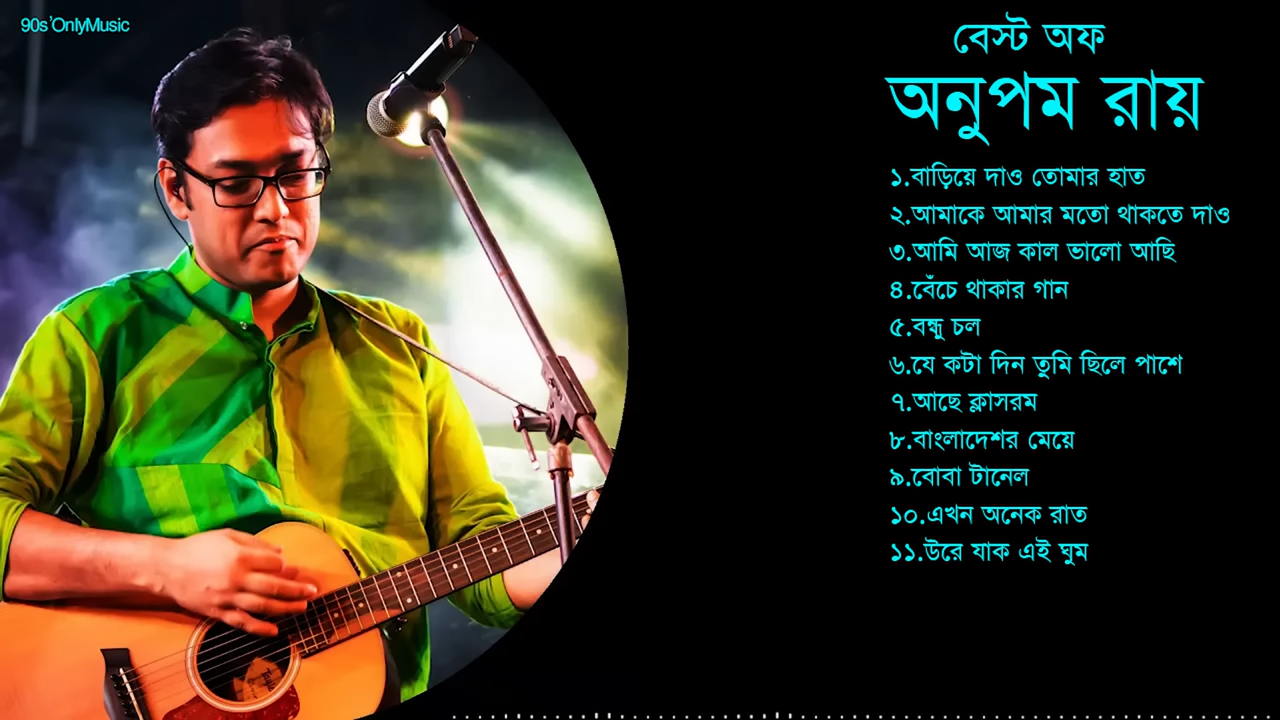 90s'OnlyMusic
বেস্ট অফ
অনুপম রায়
১.বাড়িয়ে দাও তোমার হাত
২.আমাকে আমার মতো থাকতে দাও
৩.আমি আজ কাল ভালো আছি
৪.বেঁচে থাকার গান
৫.বন্ধু চল
৬.যে কটা দিন তুমি ছিলে পাশে
৭.আছে ক্লাসরম
৮.বাংলাদেশর মেয়ে
৯.বোবা টানেল
১০.এখন অনেক রাত
১১.উরে যাক এই ঘুম